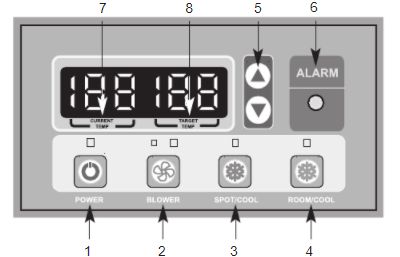 7 8 5 6
188 188
ALARM
CURRENT TEMP
TARGET TEMP
POWER BLOWER SPOT/COOL ROOM/COOL
1 2 3 4